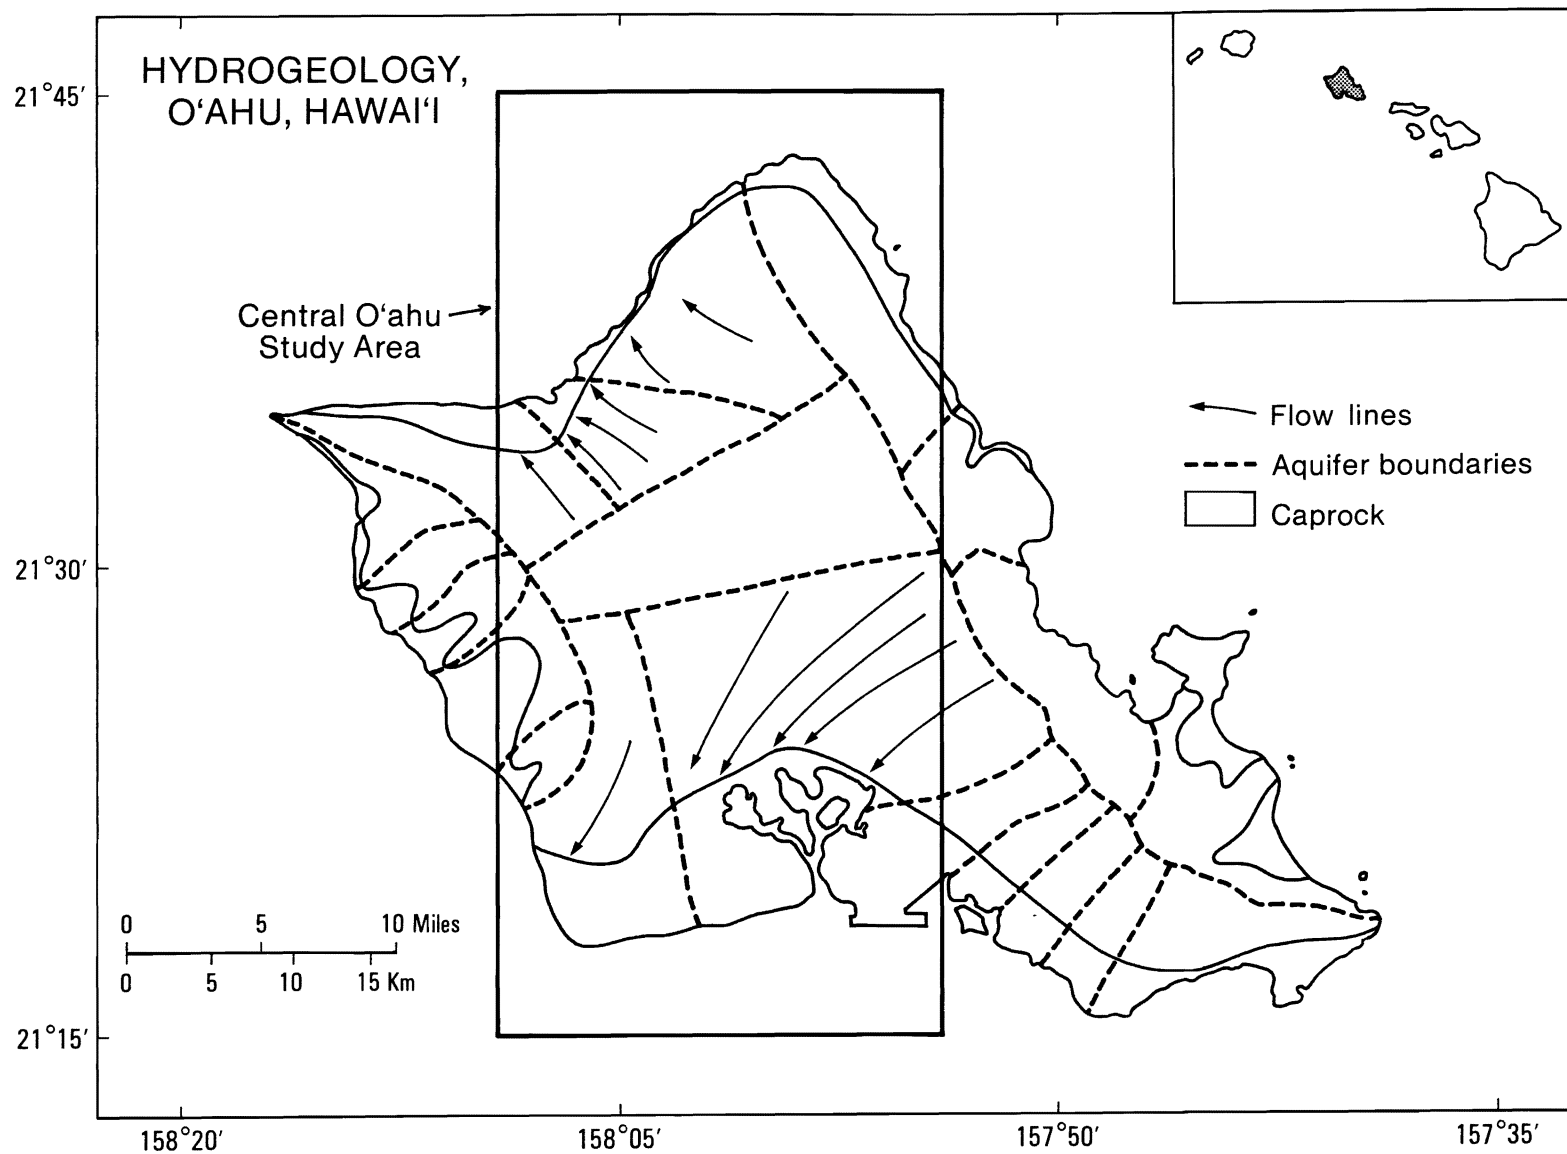 HYDROGEOLOGY,
O‘AHU, HAWAI‘I
21°45′
Central O‘ahu
Study Area
Flow lines
Aquifer boundaries
Caprock
21°30′
0 5 10 Miles
0 5 10 15 Km
21°15′
158°20′ 158°05′ 157°50′ 157°35′